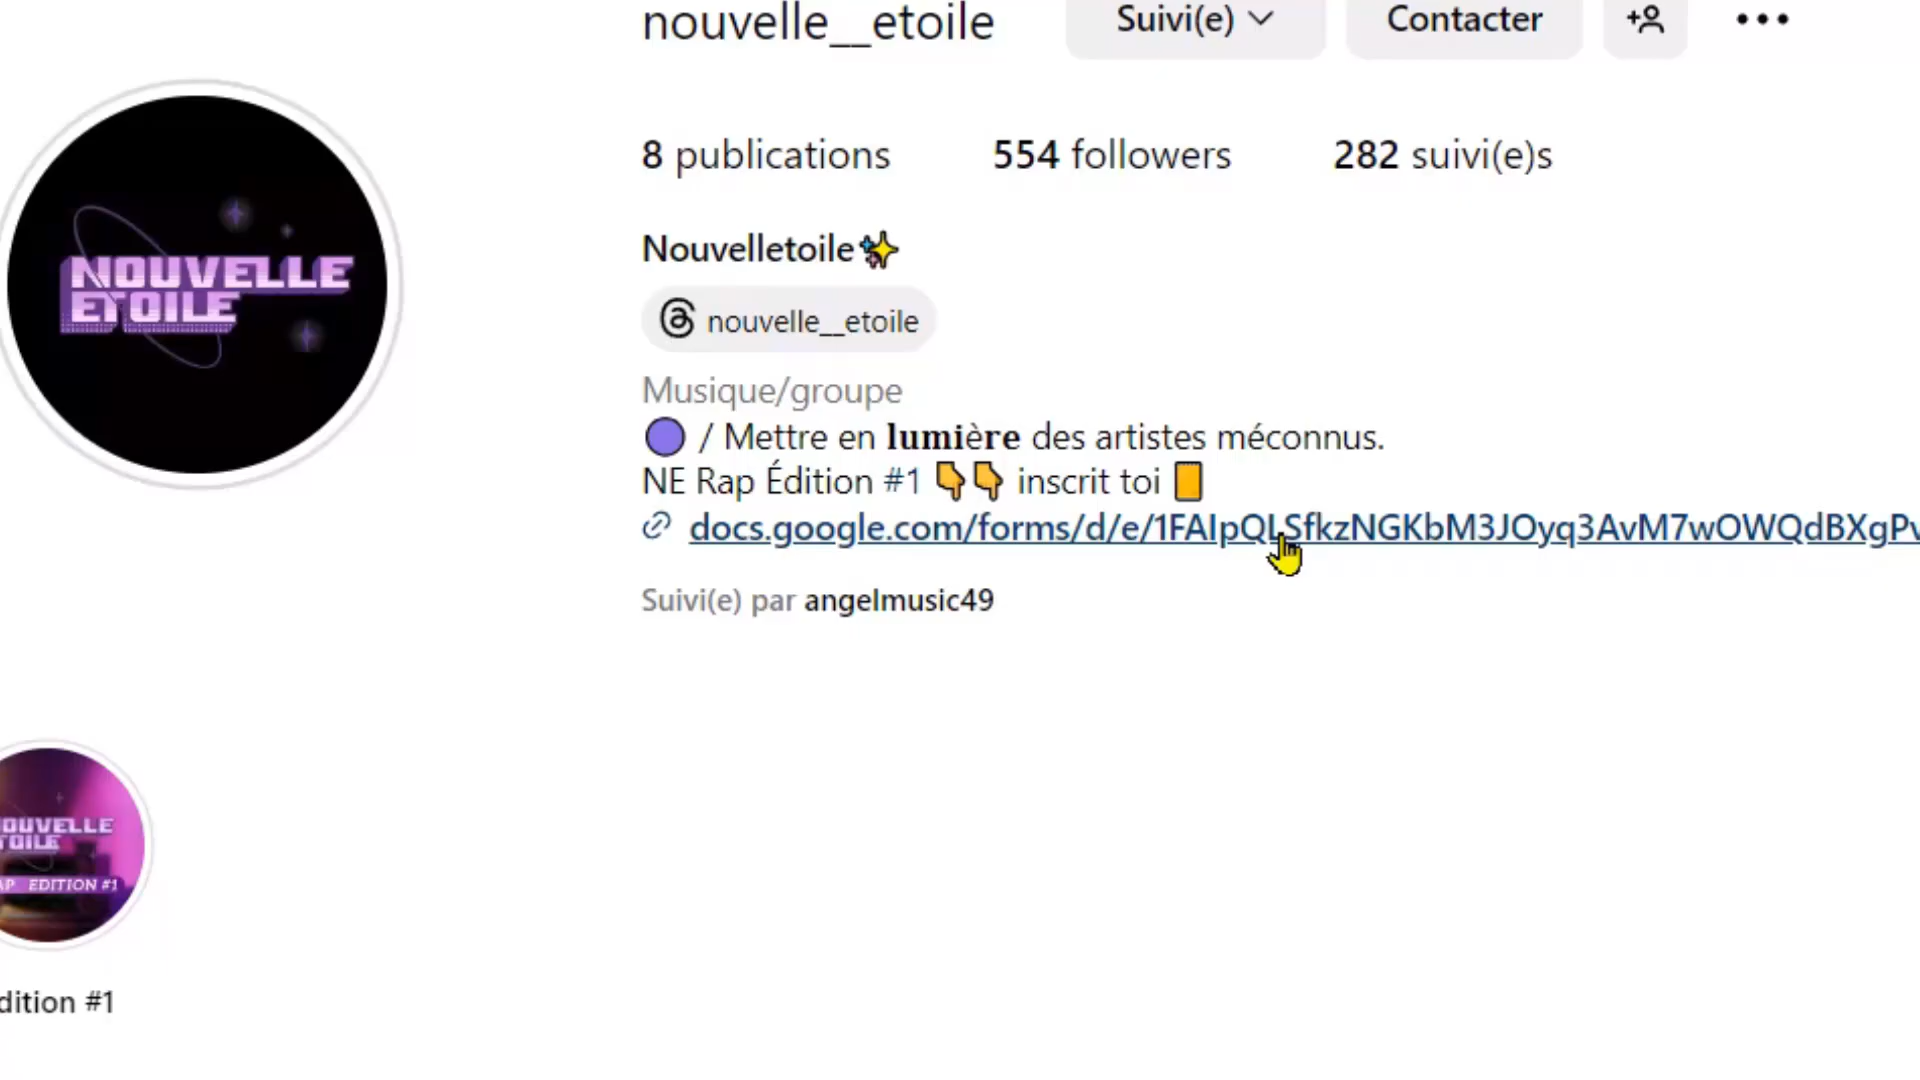 nouvelle__etoile Suivi(e) Contacter
8 publications 554 followers 282 suivi(e)s
NOUVELLE
ETOILE
Nouvelletoile✨
nouvelle__etoile
Musique/groupe
🟣 / Mettre en lumière des artistes méconnus.
NE Rap Édition #1 👇👇 inscrit toi 📒
docs.google.com/forms/d/e/1FAIpQLSfkzNGKbM3JOyq3AvM7wOWQdBXgPv
Suivi(e) par angelmusic49
OUVELLE
TOILE
AP EDITION #1
dition #1